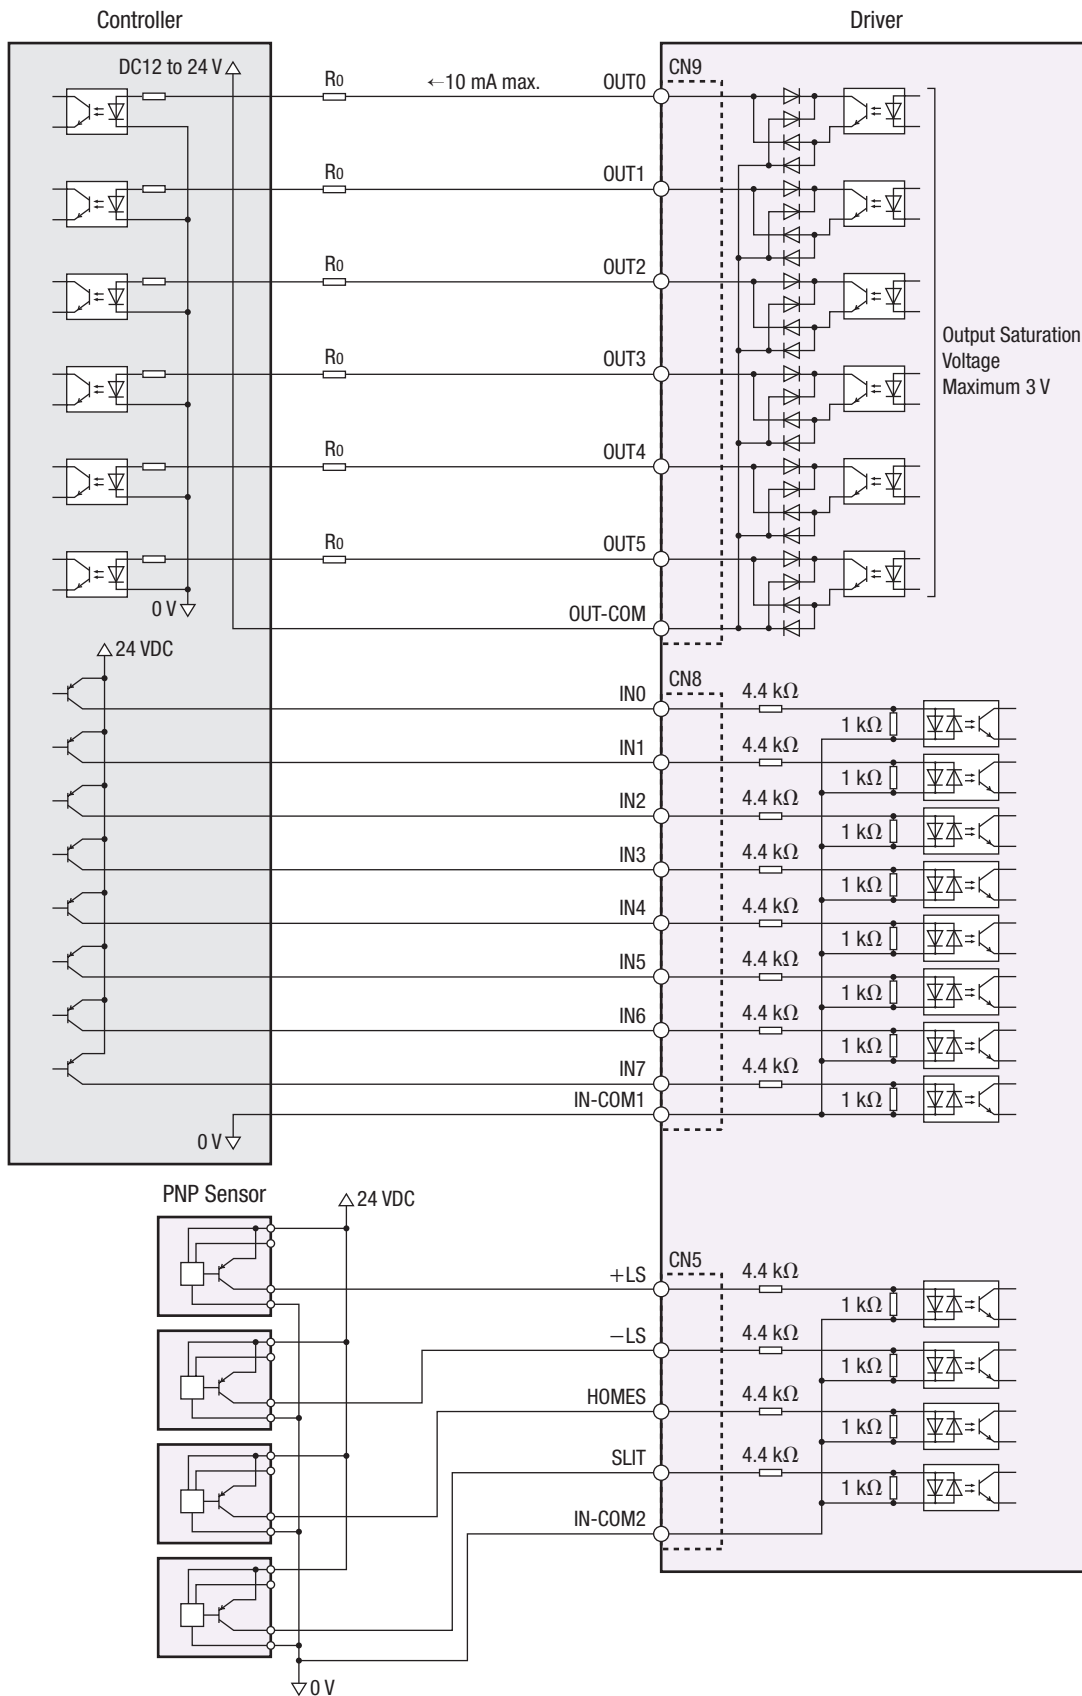 Controller
Driver
DC12 to 24 V
R0
←10 mA max.
OUT0
CN9
R0
OUT1
R0
OUT2
R0
OUT3
Output Saturation
Voltage
Maximum 3 V
R0
OUT4
R0
OUT5
0 V
OUT-COM
24 VDC
CN8
IN0
4.4 kΩ
1 kΩ
IN1
4.4 kΩ
1 kΩ
IN2
4.4 kΩ
1 kΩ
IN3
4.4 kΩ
1 kΩ
IN4
4.4 kΩ
1 kΩ
IN5
4.4 kΩ
1 kΩ
IN6
4.4 kΩ
1 kΩ
IN7
4.4 kΩ
1 kΩ
IN-COM1
0 V
PNP Sensor
24 VDC
CN5
+LS
4.4 kΩ
1 kΩ
−LS
4.4 kΩ
1 kΩ
HOMES
4.4 kΩ
1 kΩ
SLIT
4.4 kΩ
1 kΩ
IN-COM2
0 V